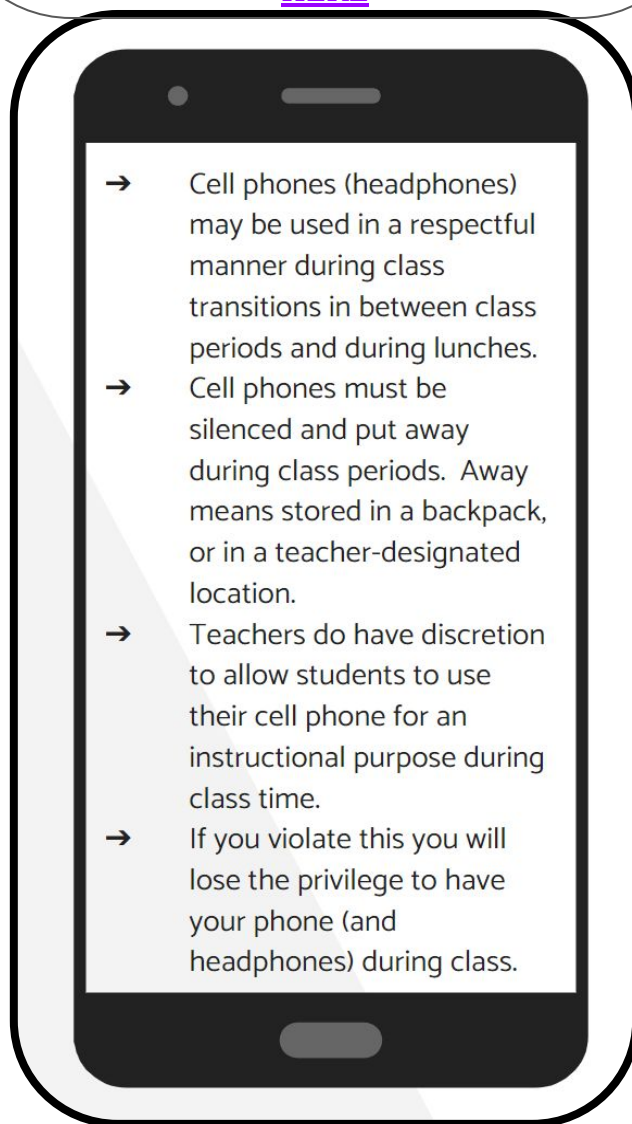 ➔ Cell phones (headphones)
may be used in a respectful
manner during class
transitions in between class
periods and during lunches.
➔ Cell phones must be
silenced and put away
during class periods.  Away
means stored in a backpack,
or in a teacher-designated
location.
➔ Teachers do have discretion
to allow students to use
their cell phone for an
instructional purpose during
class time.
➔ If you violate this you will
lose the privilege to have
your phone (and
headphones) during class.